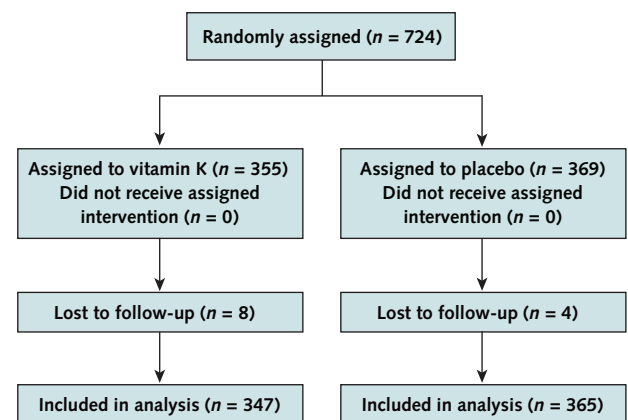 Randomly assigned (n = 724)
Assigned to vitamin K (n = 355)
Did not receive assigned
intervention (n = 0)
Assigned to placebo (n = 369)
Did not receive assigned
intervention (n = 0)
Lost to follow-up (n = 8)
Lost to follow-up (n = 4)
Included in analysis (n = 347)
Included in analysis (n = 365)